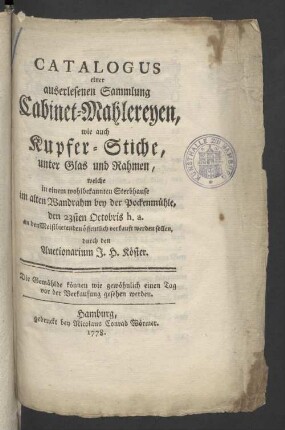 CATALOGUS
einer
auserlesenen Sammlung
Cabinet-Mahlereyen,
wie auch
Kupfer-Stiche,
unter Glas und Rahmen,
welche
in einem wohlbekannten Sterbhause
im alten Wandrahm bey der Pockenmühle,
den 23sten Octobris h. a.
an den Meistbietenden öffentlich verkauft werden sollen,
durch den
Auctionarium J. H. Köster.
Die Gemählde können wie gewöhnlich einen Tag
vor der Verkaufung gesehen werden.
Hamburg,
gedruckt bey Nicolaus Conrad Wörmer.
1778.
KUNSTHALLE ZU HAMBURG